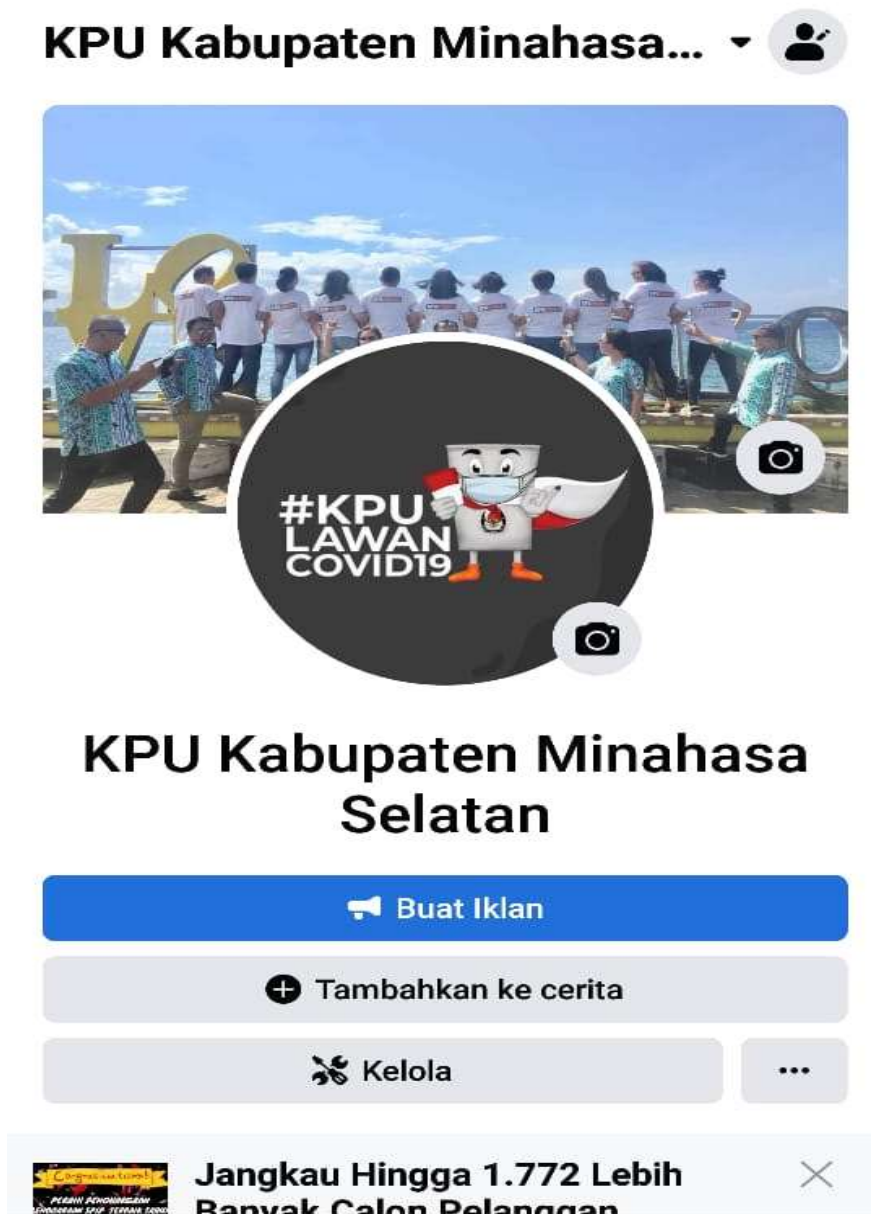 KPU Kabupaten Minahasa...
#KPU
LAWAN
COVID19
KPU Kabupaten Minahasa
Selatan
Buat Iklan
Tambahkan ke cerita
Kelola
Jangkau Hingga 1.772 Lebih
Banyak Calon Pelanggan